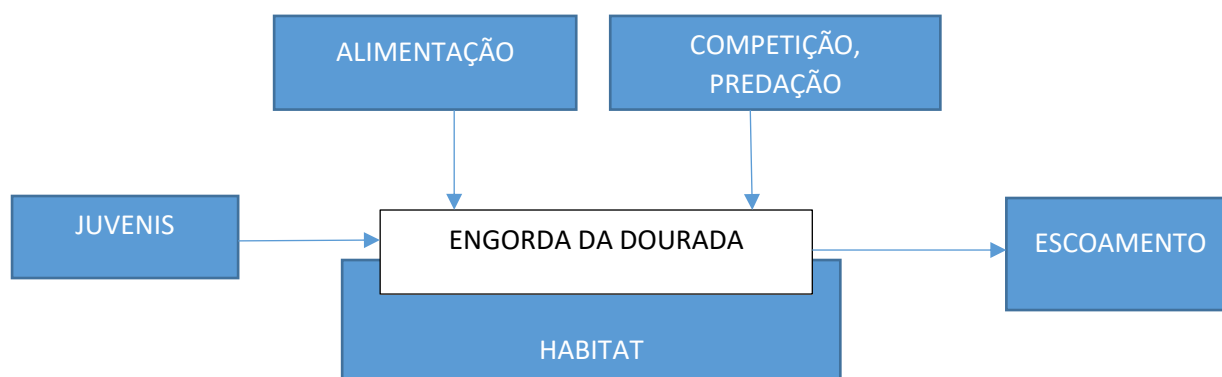 ALIMENTAÇÃO
COMPETIÇÃO,
PREDAÇÃO
JUVENIS
ENGORDA DA DOURADA
ESCOAMENTO
HABITAT